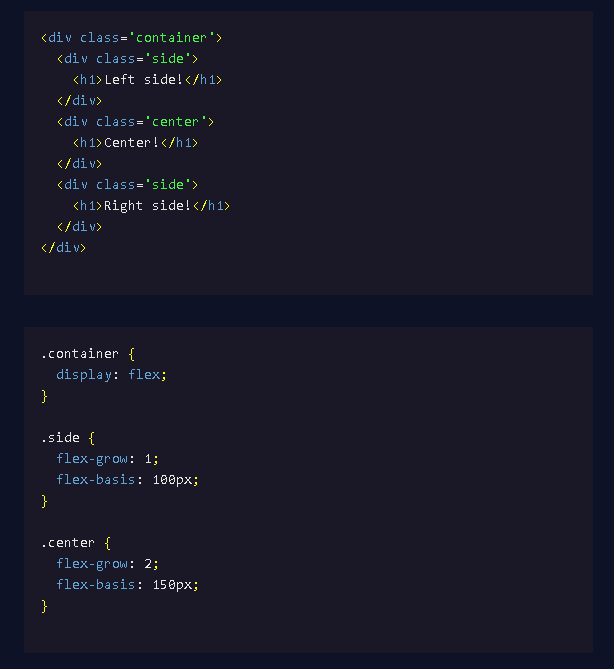 <div class='container'>
  <div class='side'>
    <h1>Left side!</h1>
  </div>
  <div class='center'>
    <h1>Center!</h1>
  </div>
  <div class='side'>
    <h1>Right side!</h1>
  </div>
</div>

.container {
  display: flex;
}

.side {
  flex-grow: 1;
  flex-basis: 100px;
}

.center {
  flex-grow: 2;
  flex-basis: 150px;
}